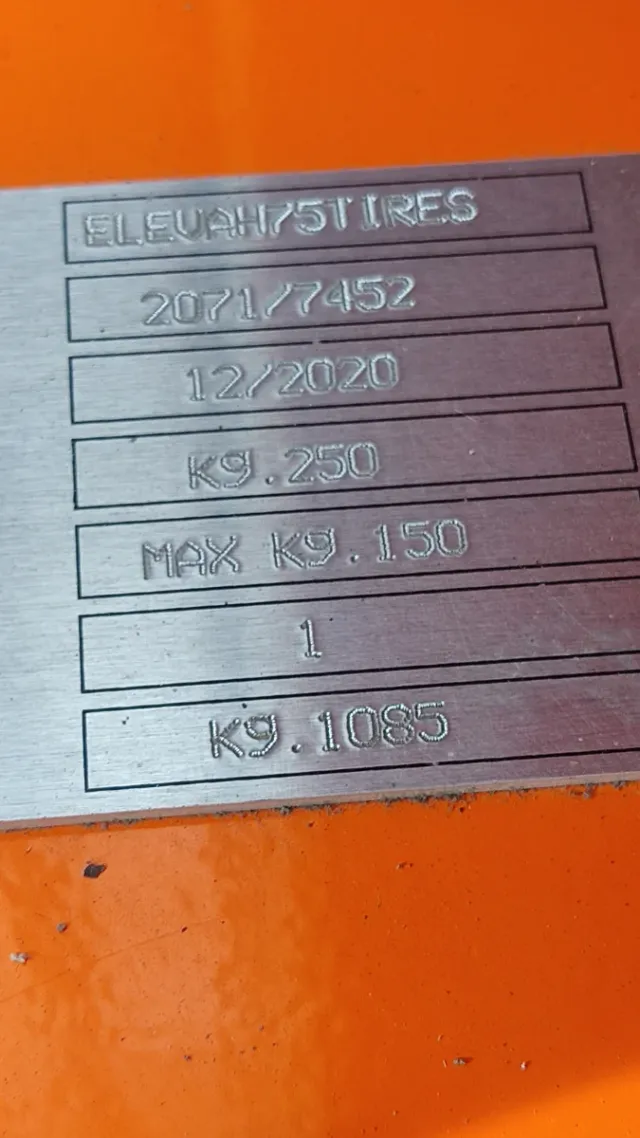 ELEVAH75TIRES
2071/7452
12/2020
Kg.250
MAX Kg.150
1
Kg.1085